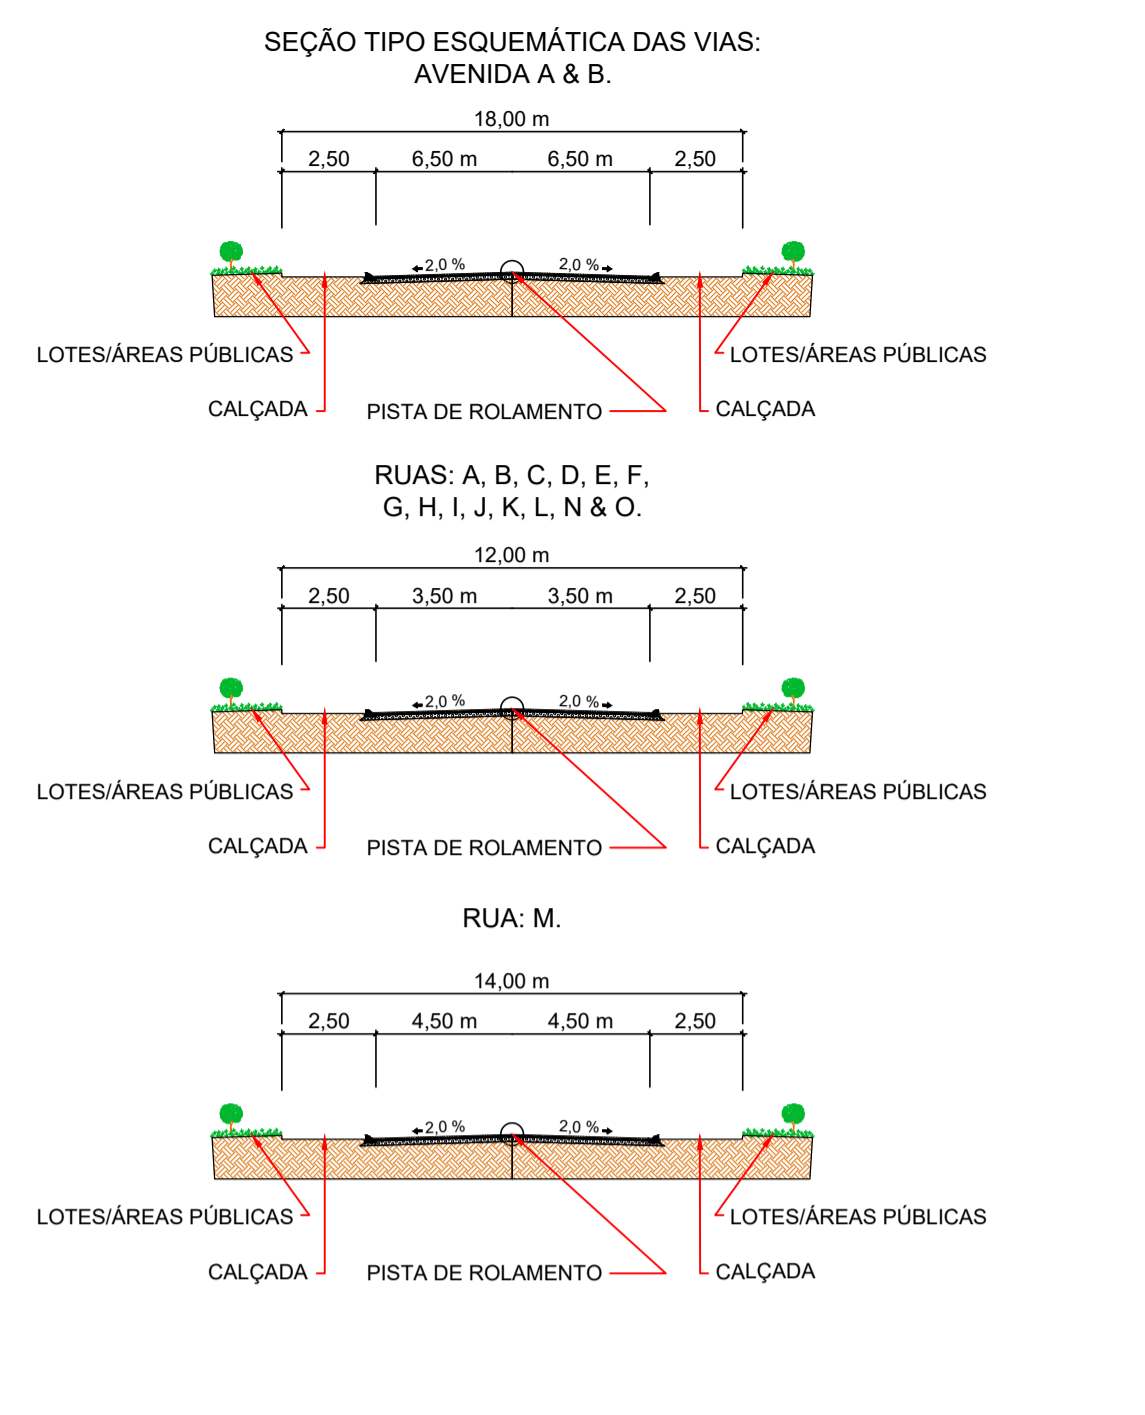 SEÇÃO TIPO ESQUEMÁTICA DAS VIAS:
AVENIDA A & B.
18,00 m
2,50 6,50 m 6,50 m 2,50
2,0 % 2,0 %
LOTES/ÁREAS PÚBLICAS LOTES/ÁREAS PÚBLICAS
CALÇADA PISTA DE ROLAMENTO CALÇADA
RUAS: A, B, C, D, E, F,
G, H, I, J, K, L, N & O.
12,00 m
2,50 3,50 m 3,50 m 2,50
2,0 % 2,0 %
LOTES/ÁREAS PÚBLICAS LOTES/ÁREAS PÚBLICAS
CALÇADA PISTA DE ROLAMENTO CALÇADA
RUA: M.
14,00 m
2,50 4,50 m 4,50 m 2,50
2,0 % 2,0 %
LOTES/ÁREAS PÚBLICAS LOTES/ÁREAS PÚBLICAS
CALÇADA PISTA DE ROLAMENTO CALÇADA